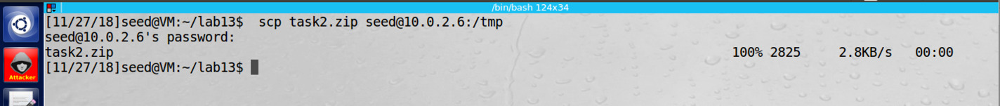 /bin/bash 124x34
[11/27/18]seed@VM:~/lab13$  scp task2.zip seed@10.0.2.6:/tmp
seed@10.0.2.6's password:
task2.zip 100% 2825 2.8KB/s 00:00
[11/27/18]seed@VM:~/lab13$
Attacker